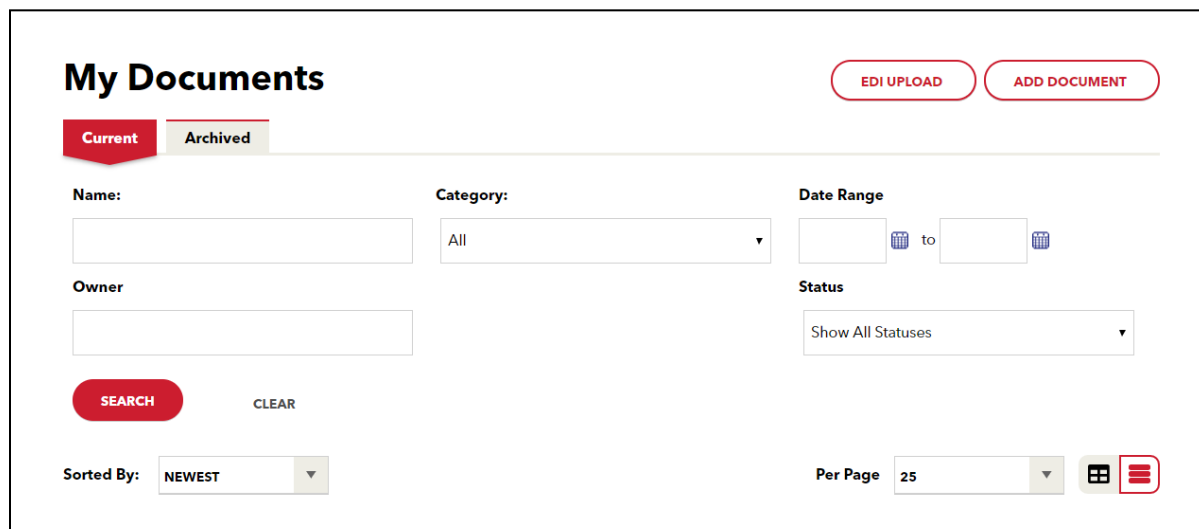 My Documents
EDI UPLOAD
ADD DOCUMENT
Current
Archived
Name:
Category:
Date Range
All
to
Owner
Status
Show All Statuses
SEARCH
CLEAR
Sorted By:
NEWEST
Per Page
25